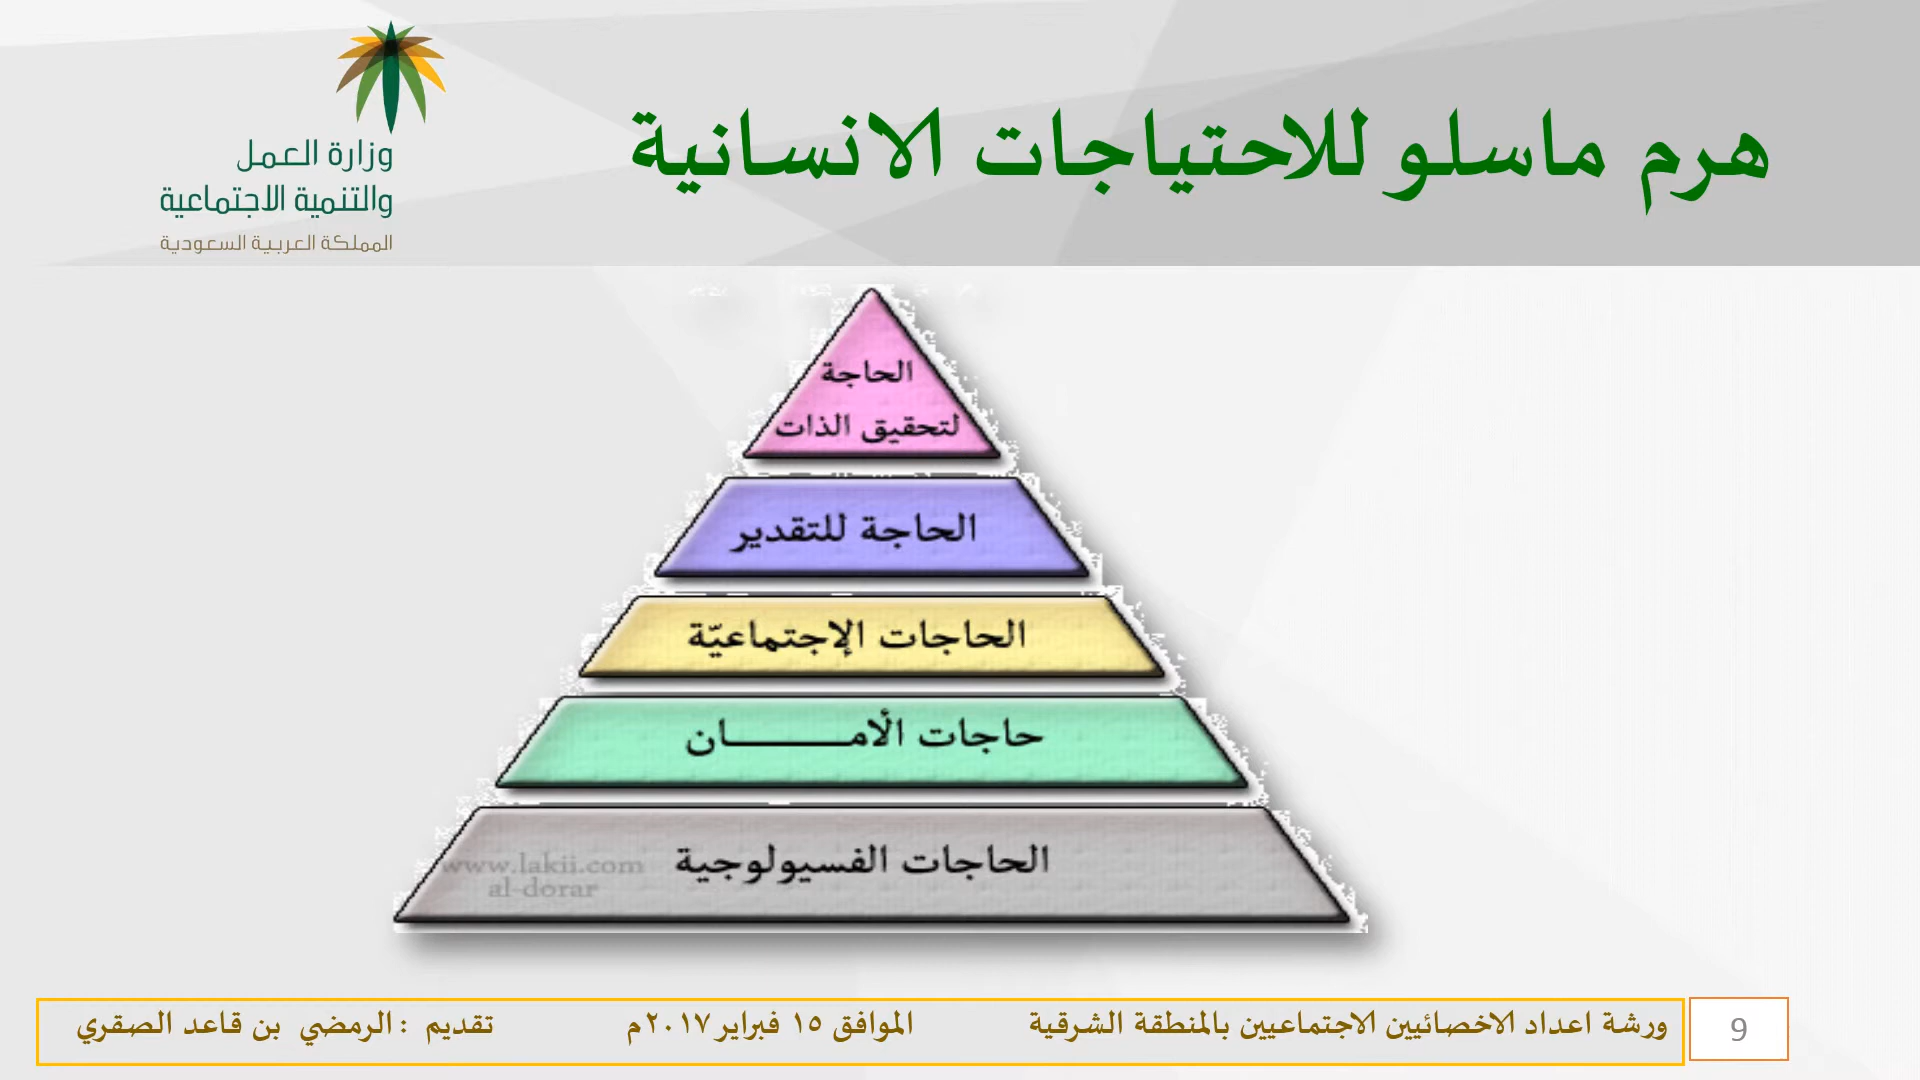 وزارة العمل
والتنمية الاجتماعية
المملكة العربية السعودية
هرم ماسلو للاحتياجات الانسانية
الحاجة
لتحقيق الذات
الحاجة للتقدير
الحاجات الإجتماعيّة
حاجات الأمـــــــــان
الحاجات الفسيولوجية
www.lakii.com
al-dorar
ورشة اعداد الاخصائيين الاجتماعيين بالمنطقة الشرقية الموافق ١٥ فبراير ٢٠١٧م تقديم : الرمضي بن قاعد الصقري
9